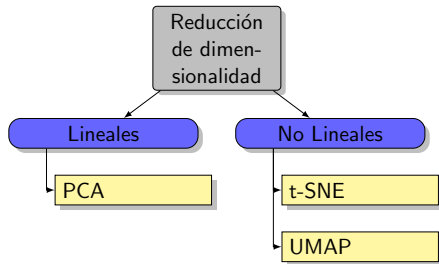 Reducción
de dimen-
sionalidad
Lineales
No Lineales
PCA
t-SNE
UMAP